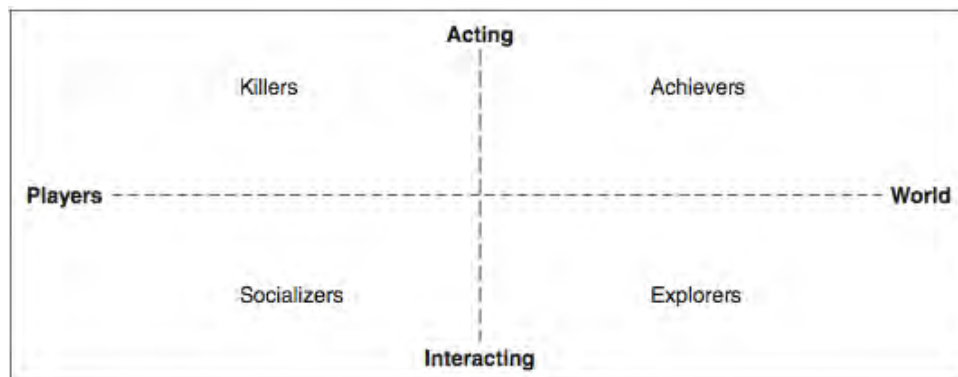 Acting
Killers Achievers
Players World
Socializers Explorers
Interacting